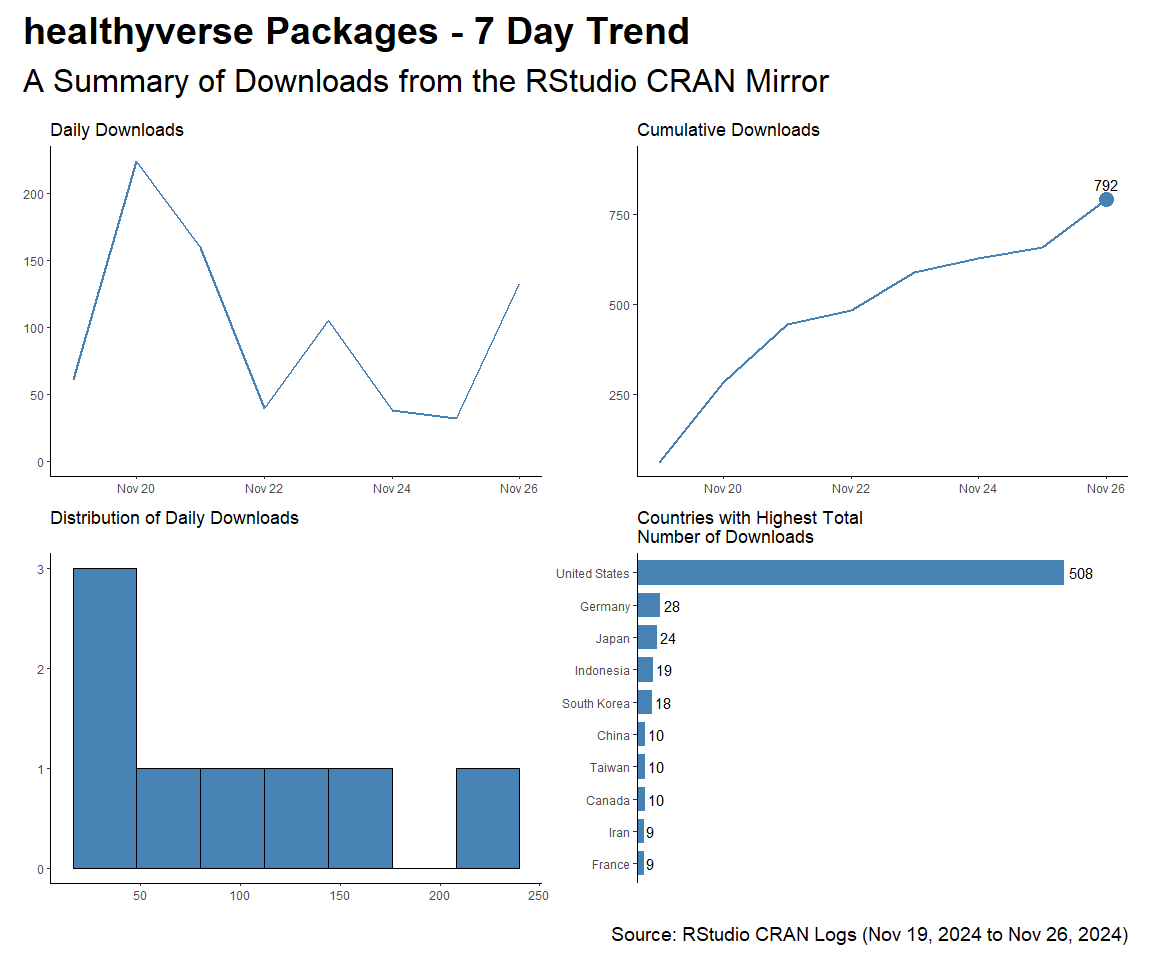 healthyverse Packages - 7 Day Trend
A Summary of Downloads from the RStudio CRAN Mirror
Daily Downloads
200
150
100
50
0
Nov 20
Nov 22
Nov 24
Nov 26
Cumulative Downloads
792
750
500
250
Nov 20
Nov 22
Nov 24
Nov 26
Distribution of Daily Downloads
3
2
1
0
50
100
150
200
250
Countries with Highest Total
Number of Downloads
United States 508
Germany 28
Japan 24
Indonesia 19
South Korea 18
China 10
Taiwan 10
Canada 10
Iran 9
France 9
Source: RStudio CRAN Logs (Nov 19, 2024 to Nov 26, 2024)